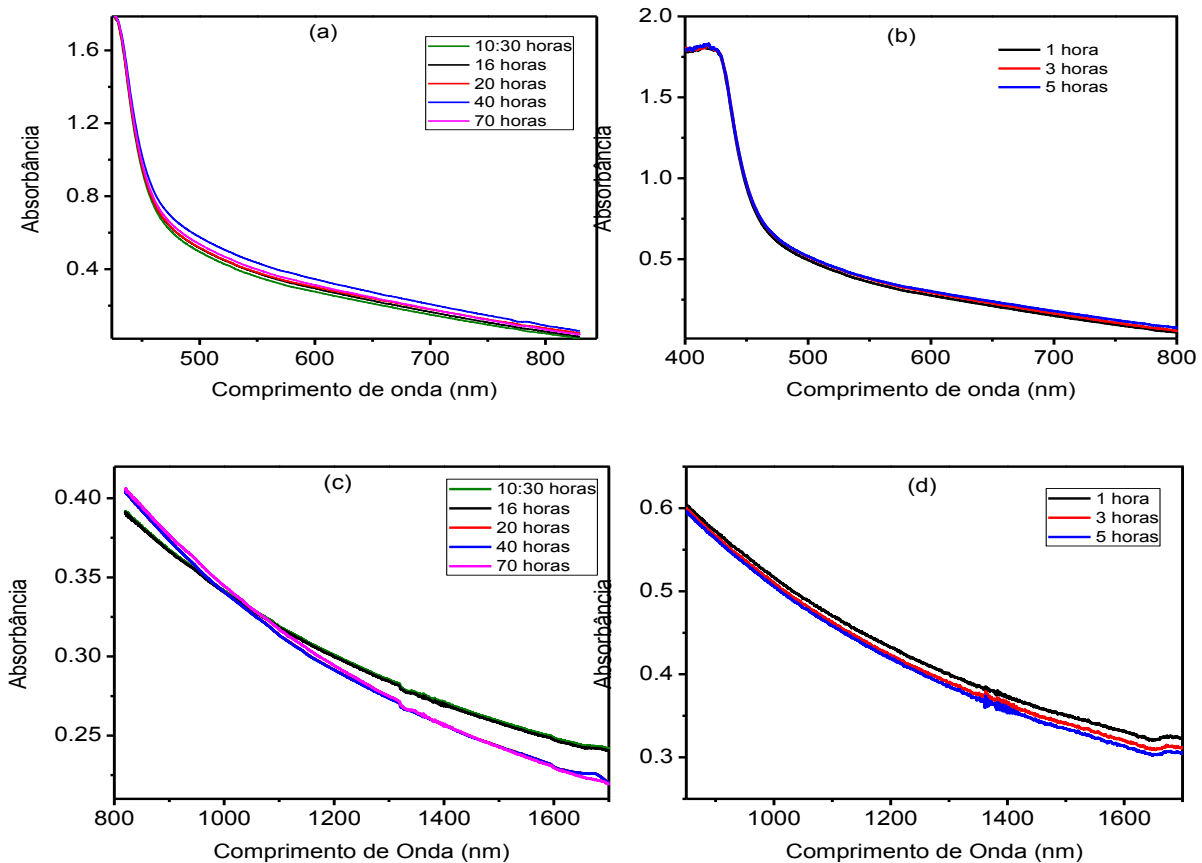 (a)
10:30 horas
16 horas
20 horas
40 horas
70 horas
1.6
1.2
0.8
0.4
Absorbância
500
600
700
800
Comprimento de onda (nm)
(b)
1 hora
3 horas
5 horas
2.0
1.5
1.0
0.5
0.0
Absorbância
400
500
600
700
800
Comprimento de onda (nm)
(c)
10:30 horas
16 horas
20 horas
40 horas
70 horas
0.40
0.35
0.30
0.25
Absorbância
800
1000
1200
1400
1600
Comprimento de Onda (nm)
(d)
1 hora
3 horas
5 horas
0.6
0.5
0.4
0.3
Absorbância
1000
1200
1400
1600
Comprimento de Onda (nm)